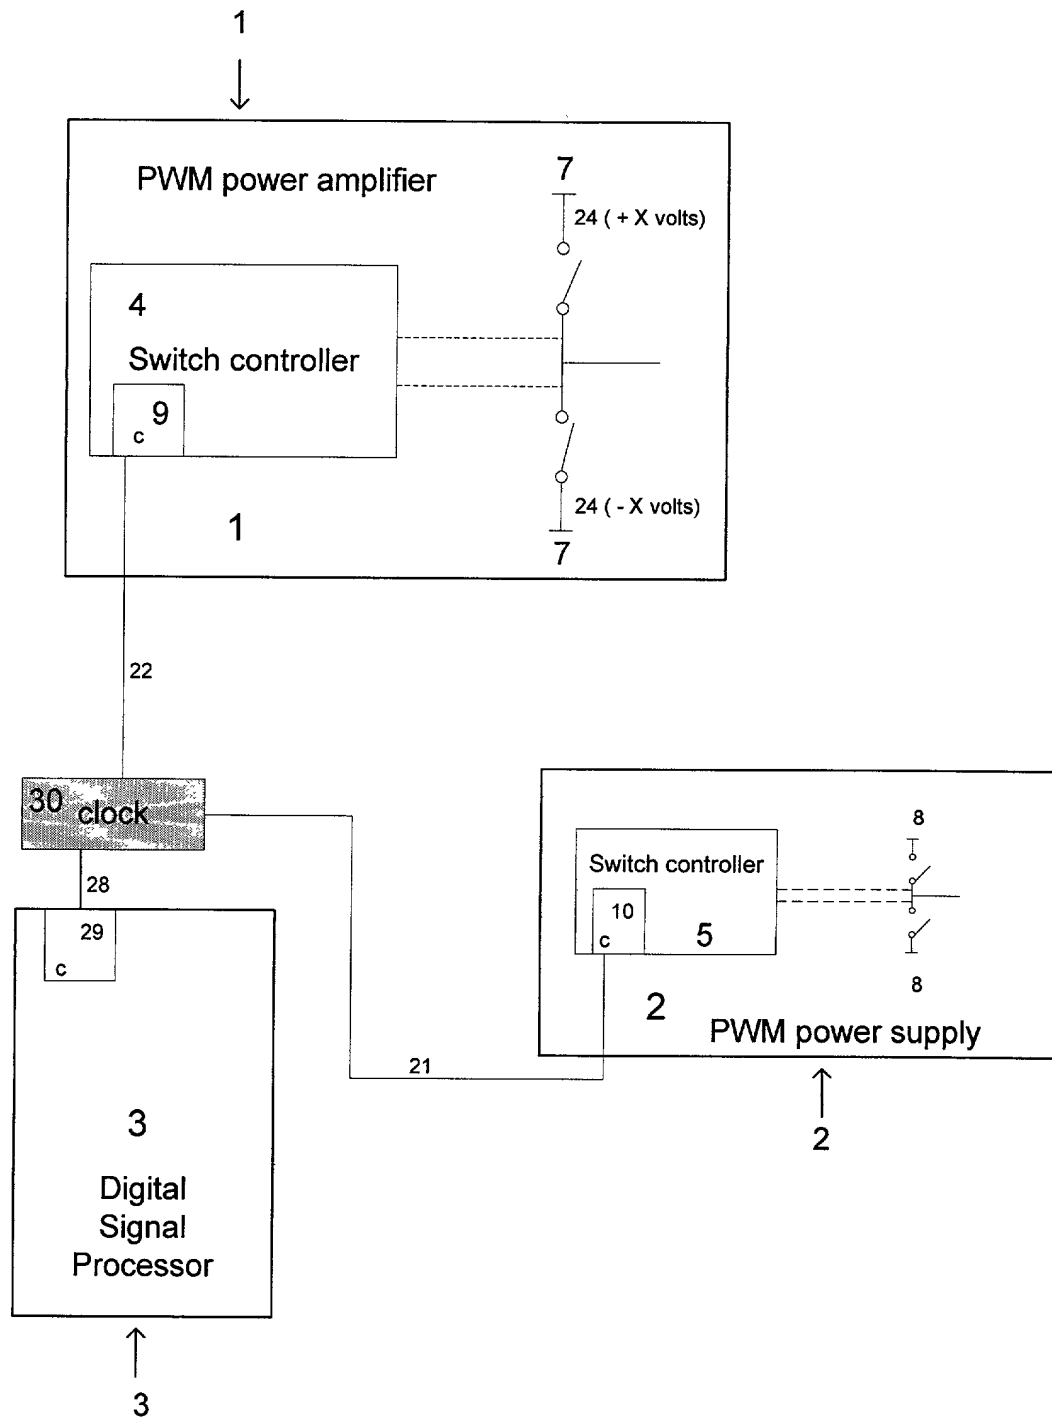 1
PWM power amplifier
7
24 ( + X volts)
4
Switch controller
9
c
24 ( - X volts)
7
1
22
30 clock
28
29
c
3
Digital
Signal
Processor
3
21
8
Switch controller
10
c
5
8
2
PWM power supply
2